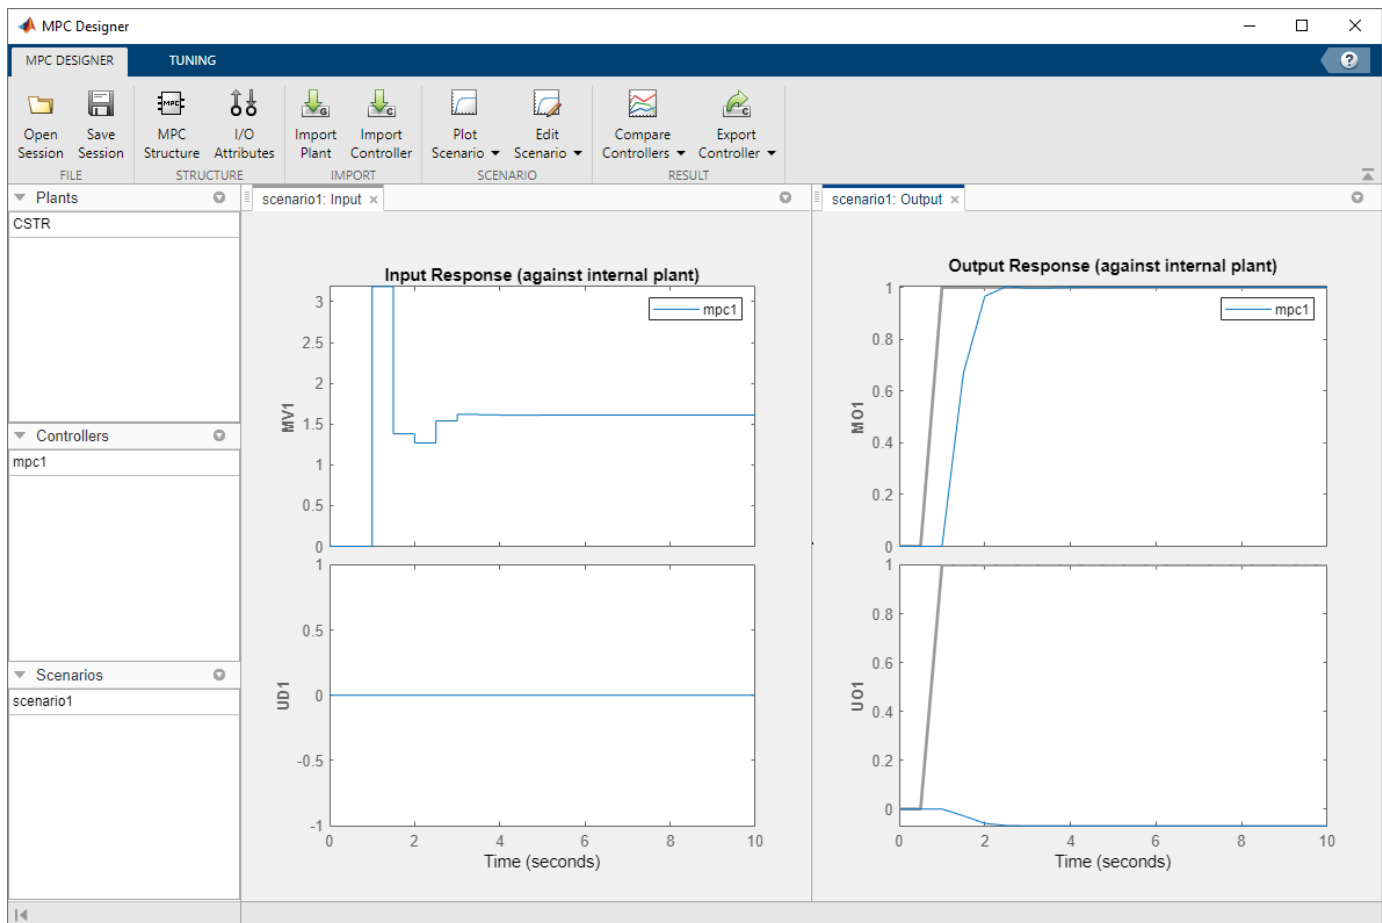 MPC Designer
MPC DESIGNER
TUNING
?
Open Session
Save Session
MPC Structure
I/O Attributes
Import Plant
Import Controller
Plot Scenario
Edit Scenario
Compare Controllers
Export Controller
FILE
STRUCTURE
IMPORT
SCENARIO
RESULT
Plants
CSTR
Controllers
mpc1
Scenarios
scenario1
scenario1: Input
Input Response (against internal plant)
mpc1
MV1
3
2.5
2
1.5
1
0.5
0
UD1
1
0.5
0
-0.5
-1
0 2 4 6 8 10
Time (seconds)
scenario1: Output
Output Response (against internal plant)
mpc1
MO1
1
0.8
0.6
0.4
0.2
0
UO1
1
0.8
0.6
0.4
0.2
0
0 2 4 6 8 10
Time (seconds)